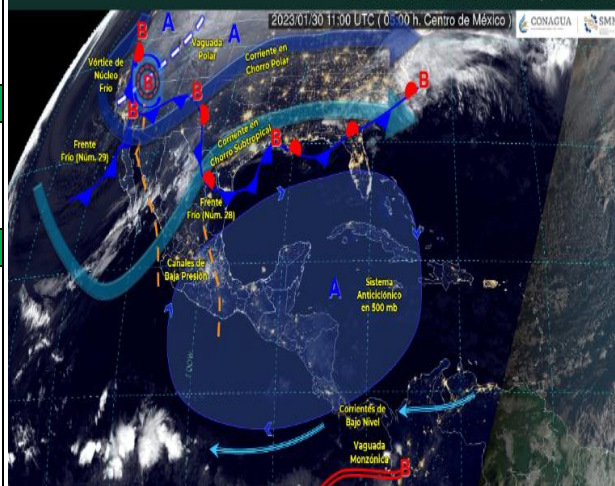 2023/01/30 11:00 UTC ( 05:00 h. Centro de México )
CONAGUA
SMN
A
A
B
Vórtice de
Núcleo
Frío
B
Vaguada
Polar
Corriente en
Chorro Polar
B
B
B
B
Frente
Frío (Núm. 29)
Corriente en
Chorro Subtropical
Frente
Frío (Núm. 28)
Canales de
Baja Presión
A
Sistema
Anticiclónico
en 500 mb
Corrientes de
Bajo Nivel
Vaguada
Monzónica
B